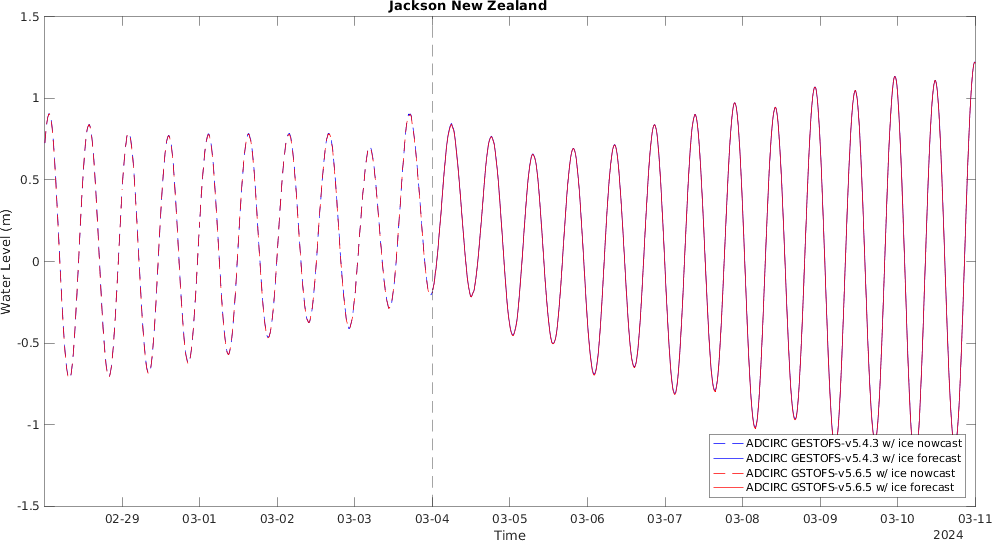 Jackson New Zealand
1.5
1
0.5
0
-0.5
-1
-1.5
Water Level (m)
ADCIRC GESTOFS-v5.4.3 w/ ice nowcast
ADCIRC GESTOFS-v5.4.3 w/ ice forecast
ADCIRC GSTOFS-v5.6.5 w/ ice nowcast
ADCIRC GSTOFS-v5.6.5 w/ ice forecast
02-29 03-01 03-02 03-03 03-04 03-05 03-06 03-07 03-08 03-09 03-10 03-11
Time
2024